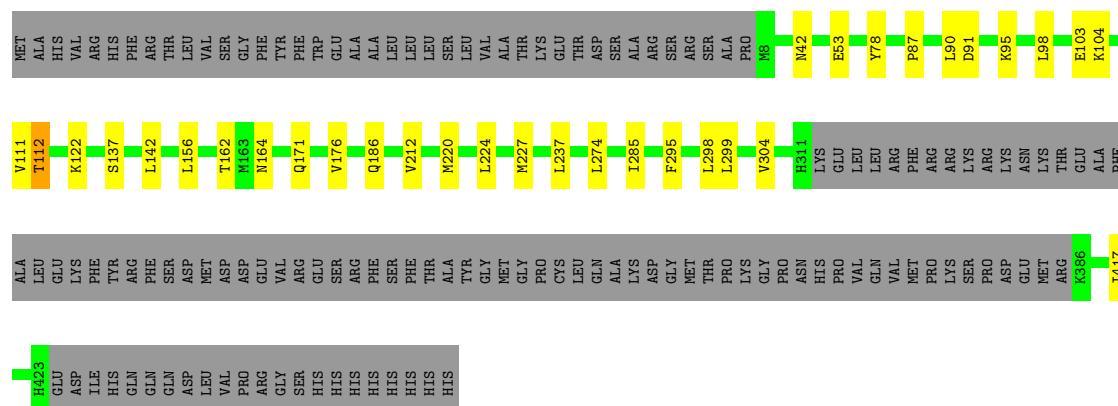 MET ALA HIS VAL ARG HIS PHE ARG THR LEU VAL SER GLY PHE TYR PHE TRP GLU ALA ALA LEU LEU LEU SER LEU VAL ALA THR LYS GLU THR ASP SER ALA ARG SER ARG SER ALA PRO M8 N42 E53 Y78 P87 L90 D91 K95 L98 E103 K104
V111 T112 K122 S137 L142 L156 T162 M163 N164 Q171 V176 Q186 V212 M220 L224 M227 L237 L274 I285 F295 L298 L299 V304 H311 LYS GLU LEU LEU ARG PHE ARG ARG LYS ARG LYS ASN LYS THR GLU ALA PHE
ALA LEU GLU LYS PHE TYR ARG PHE SER ASP MET ASP ASP GLU VAL ARG GLU SER ARG PHE SER PHE THR ALA TYR GLY MET GLY PRO CYS LEU GLN ALA LYS ASP GLY MET THR PRO LYS GLY PRO ASN HIS PRO VAL GLN VAL MET PRO LYS SER PRO ASP GLU MET ARG K386
H423 GLU ASP ILE HIS GLN GLN GLN ASP LEU VAL PRO ARG GLY SER HIS HIS HIS HIS HIS HIS HIS HIS